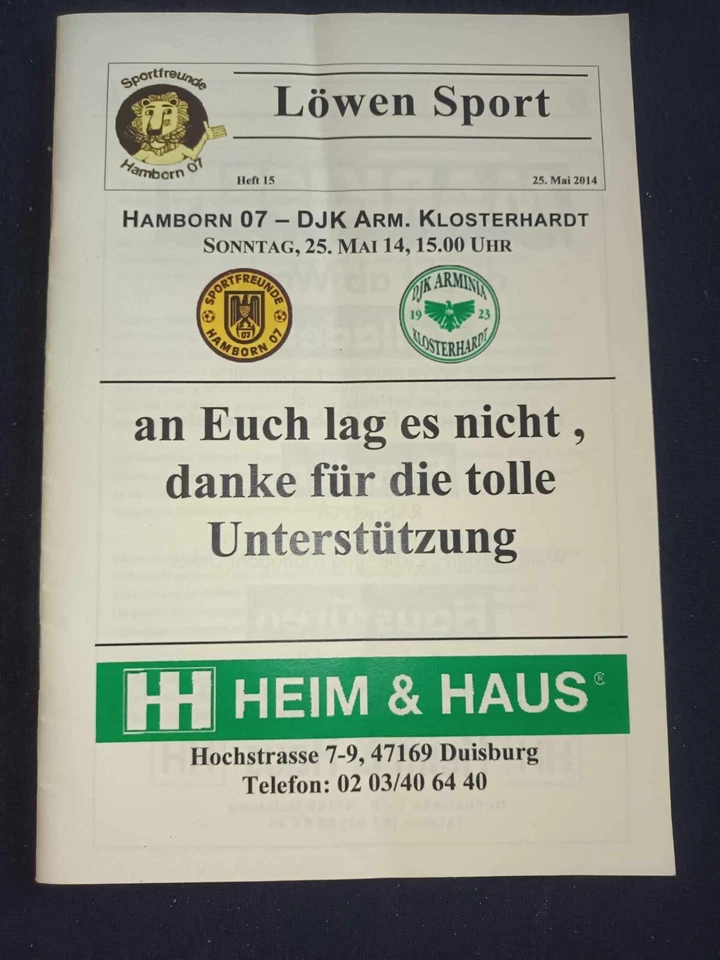 Sportfreunde
Hamborn 07
Löwen Sport
Heft 15
25. Mai 2014
HAMBORN 07 – DJK ARM. KLOSTERHARDT
SONNTAG, 25. MAI 14, 15.00 UHR
SPORTFREUNDE
07
HAMBORN 07
DJK ARMINIA
19 23
KLOSTERHARDT
an Euch lag es nicht ,
danke für die tolle
Unterstützung
HH HEIM & HAUS®
Hochstrasse 7-9, 47169 Duisburg
Telefon: 02 03/40 64 40